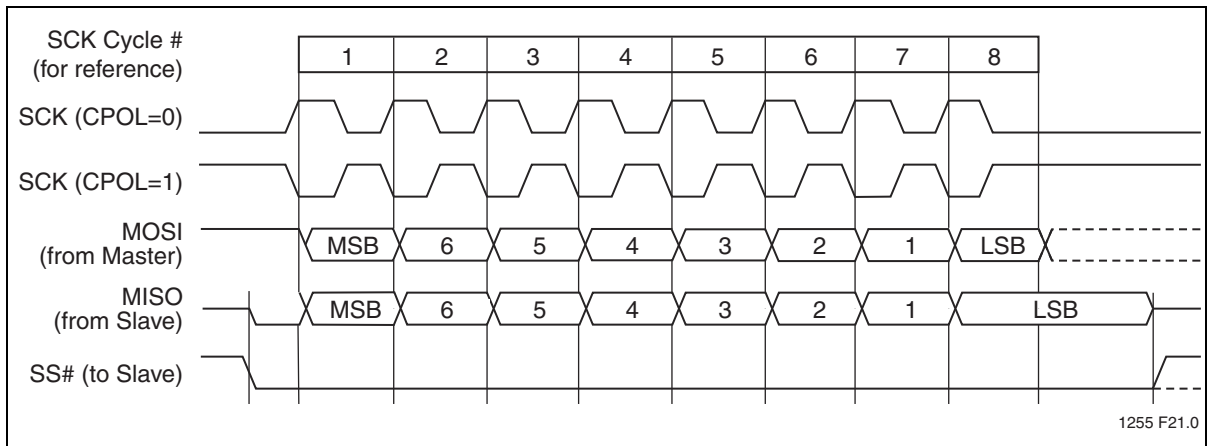 SCK Cycle #
(for reference)
1 2 3 4 5 6 7 8
SCK (CPOL=0)
SCK (CPOL=1)
MOSI
(from Master)
MSB 6 5 4 3 2 1 LSB
MISO
(from Slave)
MSB 6 5 4 3 2 1 LSB
SS# (to Slave)
1255 F21.0